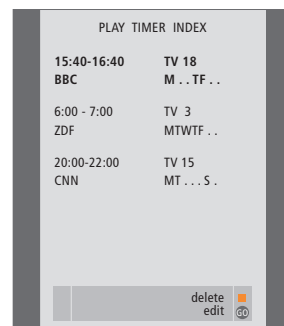 PLAY TIMER INDEX
15:40-16:40 TV 18
BBC M . . TF . .
6:00 - 7:00 TV 3
ZDF MTWTF . .
20:00-22:00 TV 15
CNN MT . . . S .
delete
edit GO